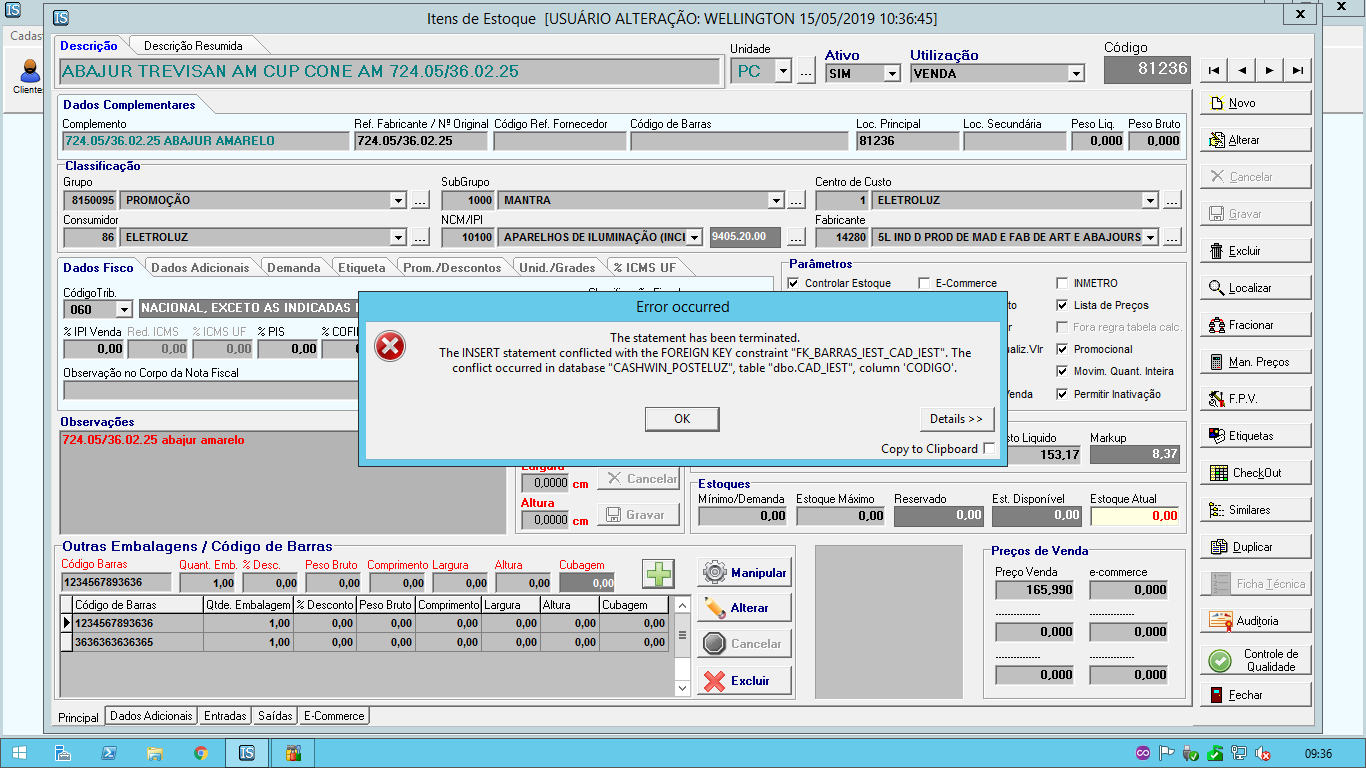 IS
IS
Itens de Estoque [USUÁRIO ALTERAÇÃO: WELLINGTON 15/05/2019 10:36:45]
X
X
Cadas
Cliente
Descrição
Descrição Resumida
ABAJUR TREVISAN AM CUP CONE AM 724.05/36.02.25
Unidade
PC
...
Ativo
SIM
Utilização
VENDA
Código
81236
Dados Complementares
Complemento
Ref. Fabricante / Nº Original
Código Ref. Fornecedor
Código de Barras
Loc. Principal
Loc. Secundária
Peso Liq.
Peso Bruto
724.05/36.02.25 ABAJUR AMARELO
724.05/36.02.25
81236
0,000
0,000
Classificação
Grupo
SubGrupo
Centro de Custo
8150095
PROMOÇÃO
...
1000
MANTRA
...
1
ELETROLUZ
...
Consumidor
NCM/IPI
Fabricante
86
ELETROLUZ
...
10100
APARELHOS DE ILUMINAÇÃO (INCI
9405.20.00
...
14280
5L IND D PROD DE MAD E FAB DE ART E ABAJOURS
...
Dados Fisco
Dados Adicionais
Demanda
Etiqueta
Prom./Descontos
Unid./Grades
% ICMS UF
CódigoTrib.
060
NACIONAL, EXCETO AS INDICADAS
% IPI Venda
Red. ICMS
% ICMS UF
% PIS
% COFI
0,00
0,00
0,00
0,00
Observação no Corpo da Nota Fiscal
Parâmetros
Controlar Estoque
E-Commerce
INMETRO
Lista de Preços
Fora regra tabela calc.
ualiz.Vlr
Promocional
Movim. Quant. Inteira
Venda
Permitir Inativação
Error occurred
The statement has been terminated.
The INSERT statement conflicted with the FOREIGN KEY constraint "FK_BARRAS_IEST_CAD_IEST". The
conflict occurred in database "CASHWIN_POSTELUZ", table "dbo.CAD_IEST", column 'CODIGO'.
OK
Details >>
Copy to Clipboard
Observações
724.05/36.02.25 abajur amarelo
Largura
0,0000 cm
Altura
0,0000 cm
Cancelar
Gravar
sto Liquido
Markup
153,17
8,37
Estoques
Mínimo/Demanda
Estoque Máximo
Reservado
Est. Disponível
Estoque Atual
0,00
0,00
0,00
0,00
0,00
Outras Embalagens / Código de Barras
Código Barras
Quant. Emb.
% Desc.
Peso Bruto
Comprimento
Largura
Altura
Cubagem
1234567893636
1,00
0,00
0,00
0,00
0,00
0,00
0,00
Código de Barras
Qtde. Embalagem
% Desconto
Peso Bruto
Comprimento
Largura
Altura
Cubagem
1234567893636
1,00
0,00
0,00
0,00
0,00
0,00
0,00
3636363636365
1,00
0,00
0,00
0,00
0,00
0,00
0,00
Manipular
Alterar
Cancelar
Excluir
Preços de Venda
Preço Venda
e-commerce
165,990
0,000
--------------
--------------
0,000
0,000
--------------
--------------
0,000
0,000
Novo
Alterar
Cancelar
Gravar
Excluir
Localizar
Fracionar
Man. Preços
F.P.V.
Etiquetas
CheckOut
Similares
Duplicar
Ficha Técnica
Auditoria
Controle de
Qualidade
Fechar
Principal
Dados Adicionais
Entradas
Saídas
E-Commerce
IS
09:36